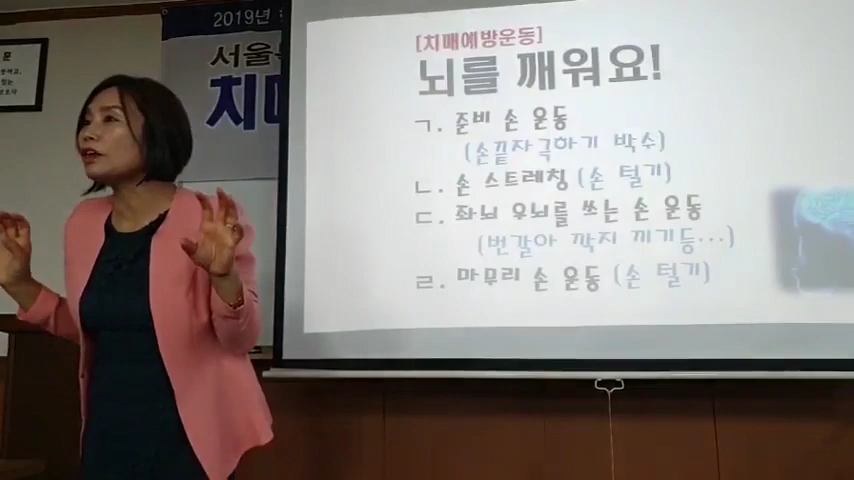 2019년
서울
치매
문
[치매예방운동]
뇌를 깨워요!
ㄱ. 준비 손 운동
(손끝자극하기 박수)
ㄴ. 손 스트레칭 (손 털기)
ㄷ. 좌뇌 우뇌를 쓰는 손 운동
(번갈아 깍지 끼기등…)
ㄹ. 마무리 손 운동 (손 털기)